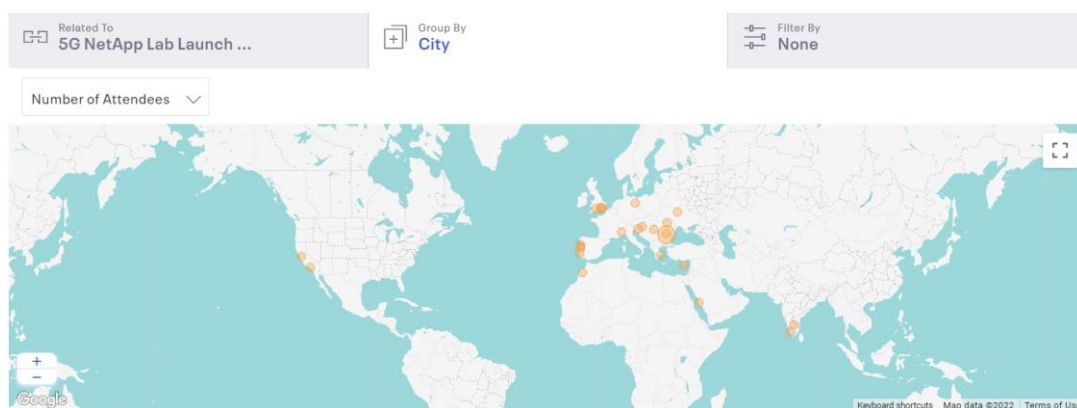 Related To
5G NetApp Lab Launch ...
Group By
City
Filter By
None
Number of Attendees
+
−
Google
Keyboard shortcuts Map data ©2022 Terms of Use